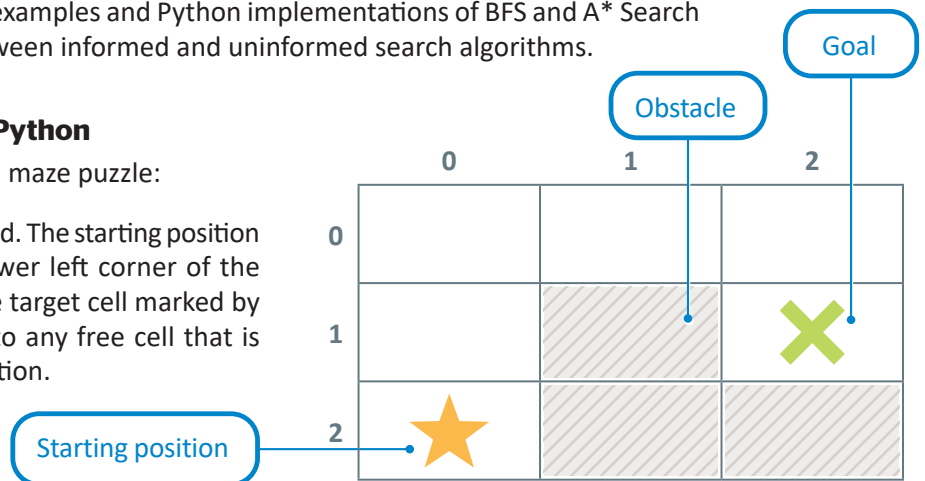 examples and Python implementations of BFS and A* Search
ween informed and uninformed search algorithms.
Goal
Obstacle
Python
maze puzzle:
0 1 2
0
d. The starting position
wer left corner of the
e target cell marked by
to any free cell that is
tion.
1
2
Starting position